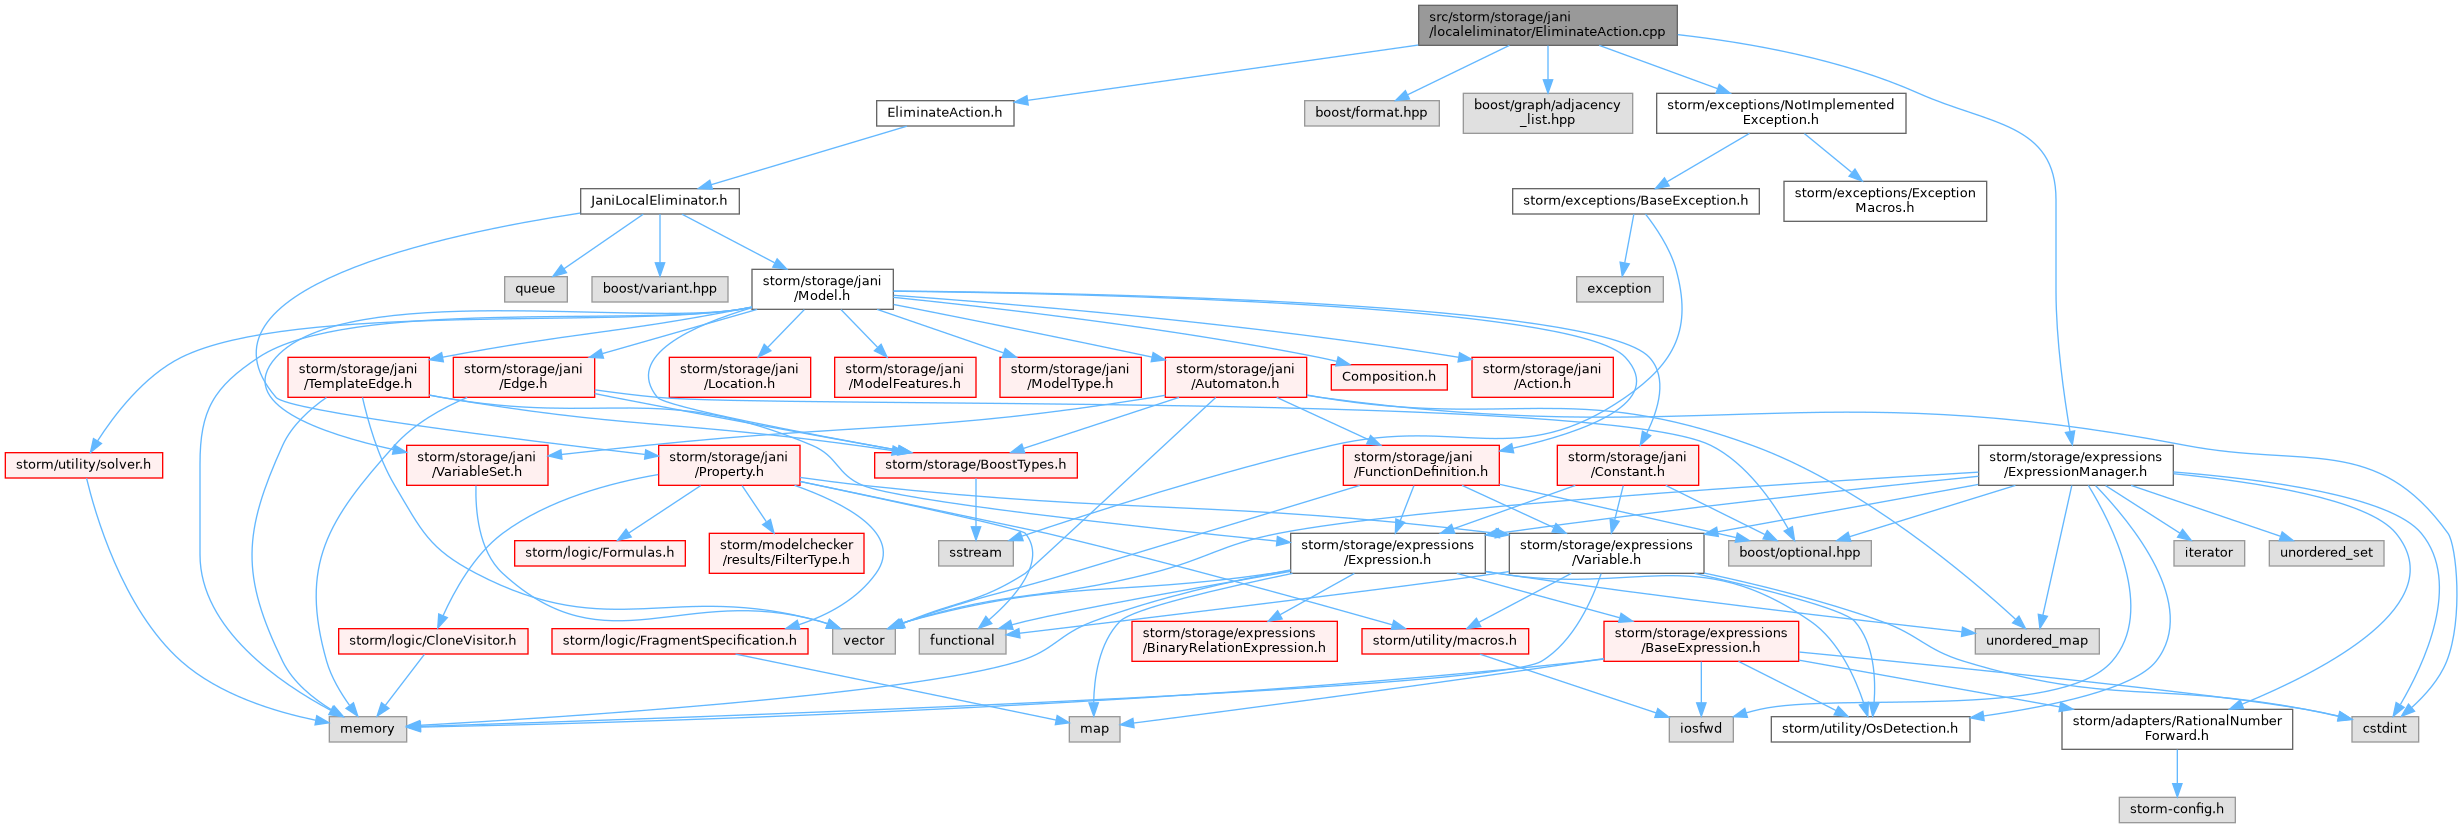 src/storm/storage/jani
/localeliminator/EliminateAction.cpp
EliminateAction.h
boost/format.hpp
boost/graph/adjacency
_list.hpp
storm/exceptions/NotImplemented
Exception.h
JaniLocalEliminator.h
storm/exceptions/BaseException.h
storm/exceptions/Exception
Macros.h
queue
boost/variant.hpp
storm/storage/jani
/Model.h
exception
storm/storage/jani
/TemplateEdge.h
storm/storage/jani
/Edge.h
storm/storage/jani
/Location.h
storm/storage/jani
/ModelFeatures.h
storm/storage/jani
/ModelType.h
storm/storage/jani
/Automaton.h
Composition.h
storm/storage/jani
/Action.h
storm/utility/solver.h
storm/storage/jani
/VariableSet.h
storm/storage/jani
/Property.h
storm/storage/BoostTypes.h
storm/storage/jani
/FunctionDefinition.h
storm/storage/jani
/Constant.h
storm/storage/expressions
/ExpressionManager.h
storm/logic/Formulas.h
storm/modelchecker
/results/FilterType.h
sstream
storm/storage/expressions
/Expression.h
storm/storage/expressions
/Variable.h
boost/optional.hpp
iterator
unordered_set
storm/logic/CloneVisitor.h
storm/logic/FragmentSpecification.h
vector
functional
storm/storage/expressions
/BinaryRelationExpression.h
storm/utility/macros.h
storm/storage/expressions
/BaseExpression.h
unordered_map
memory
map
iosfwd
storm/utility/OsDetection.h
storm/adapters/RationalNumber
Forward.h
cstdint
storm-config.h